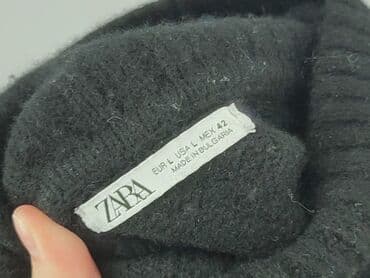 ZARA
EUR L USA L MEX 42
MADE IN BULGARIA